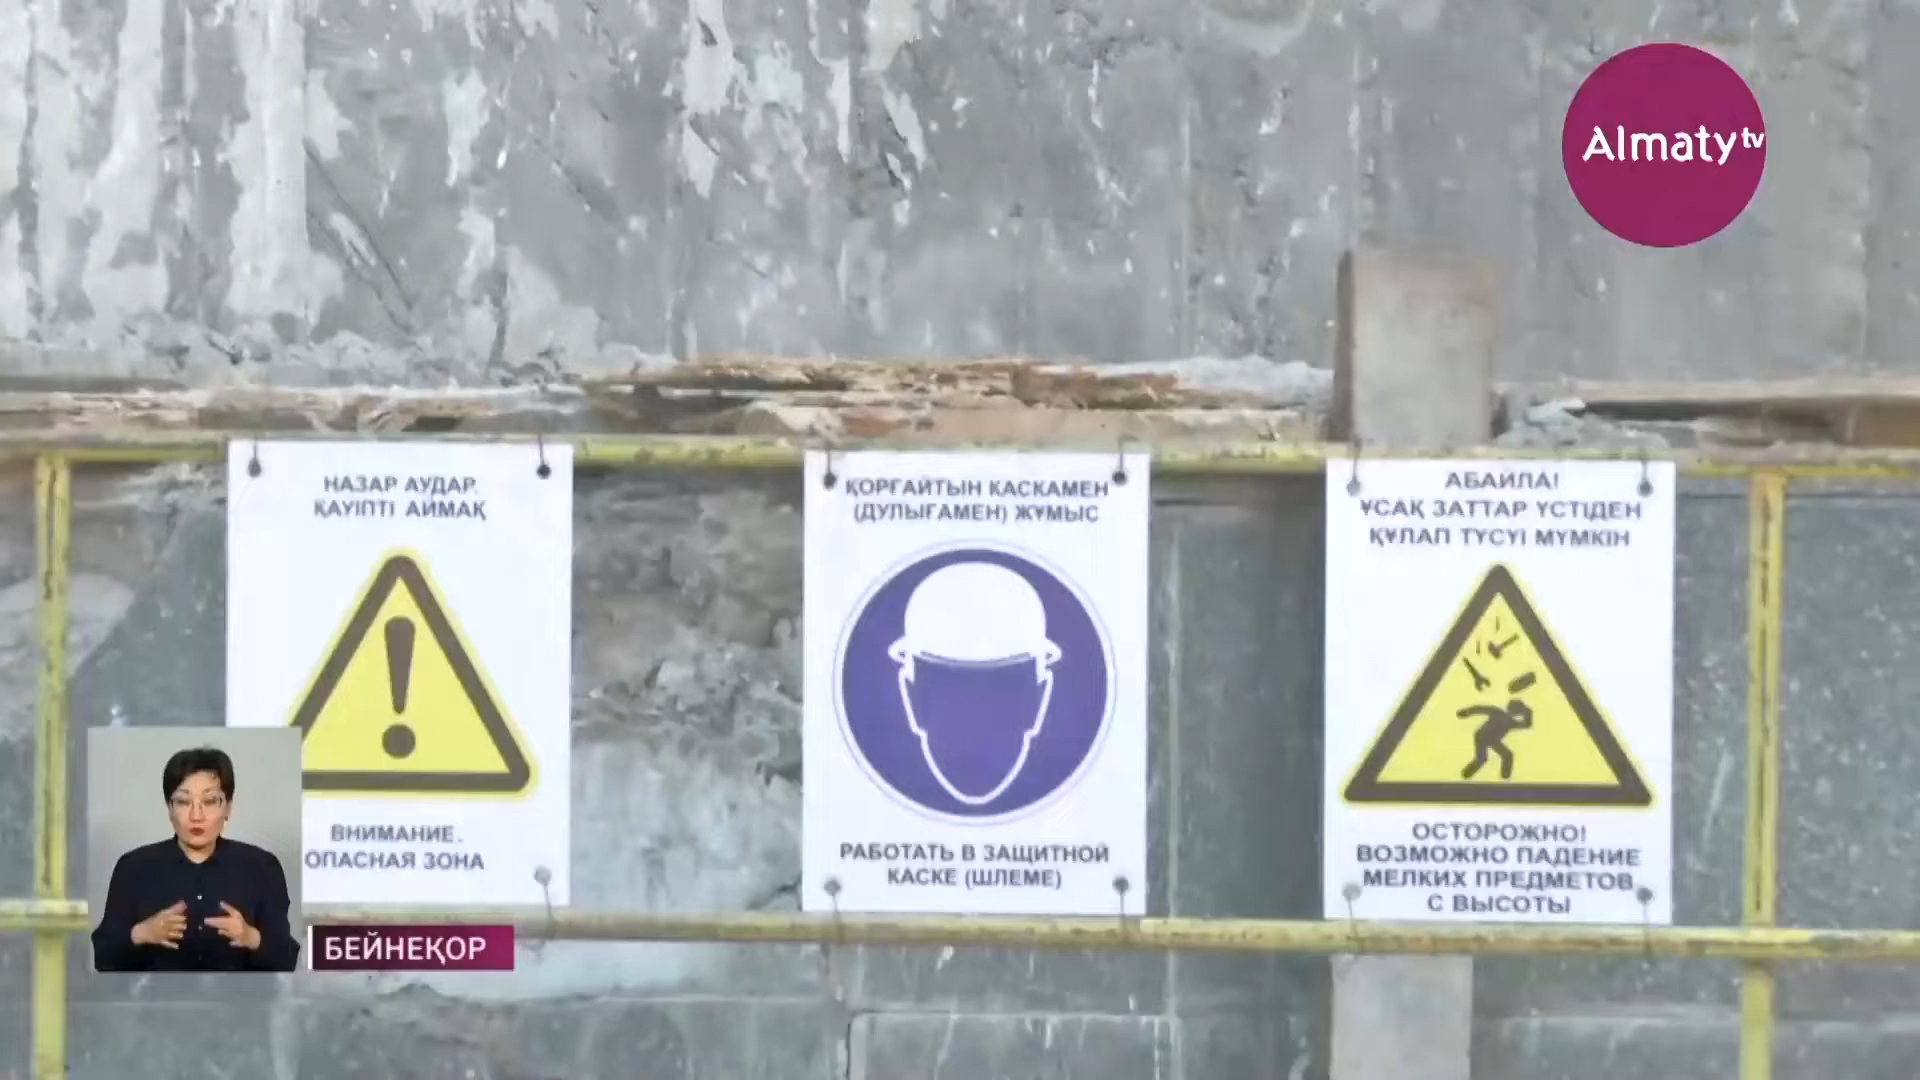 Almaty tv
НАЗАР АУДАР.
ҚАУІПТІ АЙМАҚ
ВНИМАНИЕ.
ОПАСНАЯ ЗОНА
ҚОРҒАЙТЫН КАСКАМЕН
(ДУЛЫҒАМЕН) ЖҰМЫС
РАБОТАТЬ В ЗАЩИТНОЙ
КАСКЕ (ШЛЕМЕ)
АБАЙЛА!
ҰСАҚ ЗАТТАР ҮСТІДЕН
ҚҰЛАП ТҮСУІ МҮМКІН
ОСТОРОЖНО!
ВОЗМОЖНО ПАДЕНИЕ
МЕЛКИХ ПРЕДМЕТОВ
С ВЫСОТЫ
БЕЙНЕҚОР